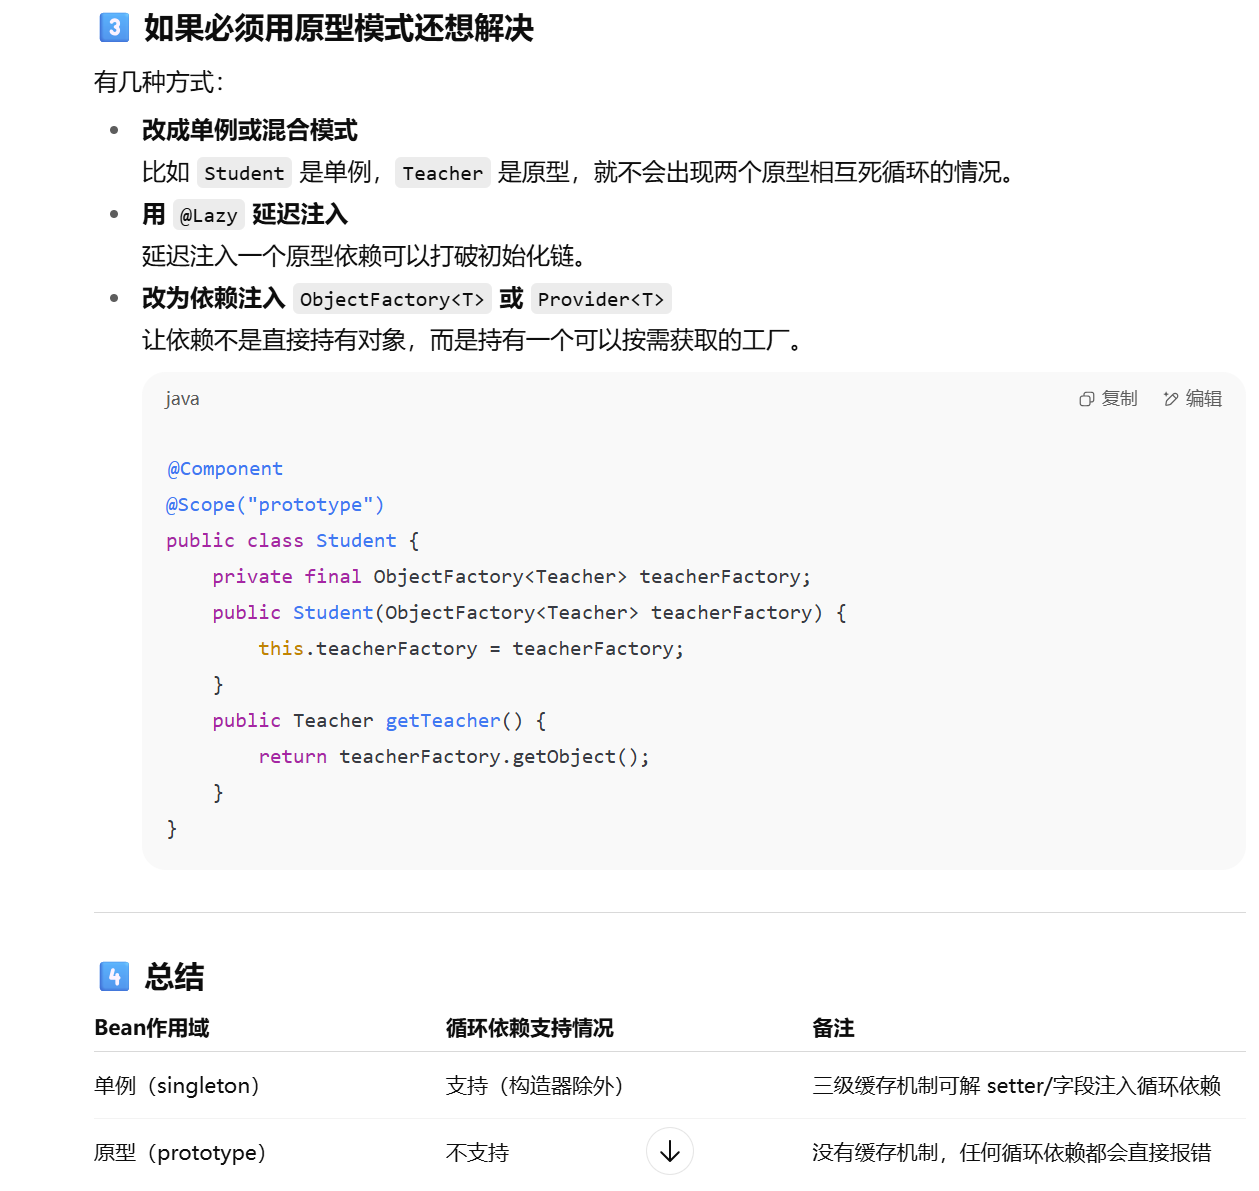 3 如果必须用原型模式还想解决
有几种方式：
• 改成单例或混合模式
比如 Student 是单例，Teacher 是原型，就不会出现两个原型相互死循环的情况。
• 用 @Lazy 延迟注入
延迟注入一个原型依赖可以打破初始化链。
• 改为依赖注入 ObjectFactory<T> 或 Provider<T>
让依赖不是直接持有对象，而是持有一个可以按需获取的工厂。
java 复制 编辑
@Component
@Scope("prototype")
public class Student {
    private final ObjectFactory<Teacher> teacherFactory;
    public Student(ObjectFactory<Teacher> teacherFactory) {
        this.teacherFactory = teacherFactory;
    }
    public Teacher getTeacher() {
        return teacherFactory.getObject();
    }
}
4 总结
Bean作用域 循环依赖支持情况 备注
单例（singleton） 支持（构造器除外） 三级缓存机制可解 setter/字段注入循环依赖
原型（prototype） 不支持 没有缓存机制，任何循环依赖都会直接报错